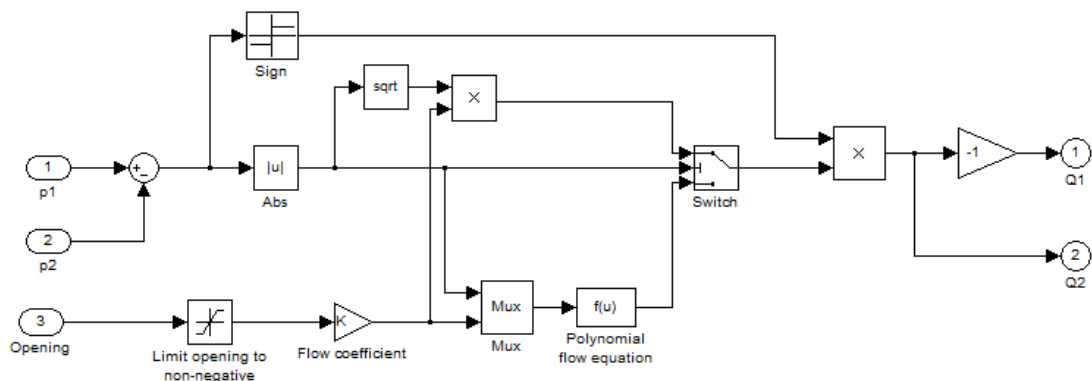 Sign
sqrt
×
1
p1
+
−
|u|
Abs
Switch
×
-1
1
Q1
2
p2
2
Q2
3
Opening
Limit opening to
non-negative
K
Flow coefficient
Mux
Mux
f(u)
Polynomial
flow equation